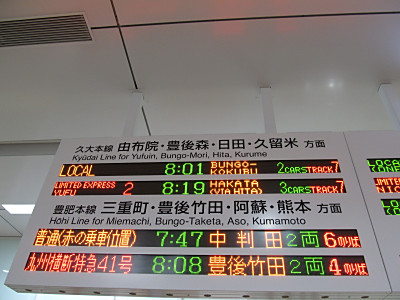 久大本線 由布院・豊後森・日田・久留米 方面
Kyūdai Line for Yufuin, Bungo-Mori, Hita, Kurume
LOCAL 8:01 BUNGO-KOKUBU 2CARS TRACK 7
LIMITED EXPRESS YUFU 2 8:19 HAKATA (VIA HITA) 3CARS TRACK 7
豊肥本線 三重町・豊後竹田・阿蘇・熊本 方面
Hōhi Line for Miemachi, Bungo-Taketa, Aso, Kumamoto
普通(赤の乗車位置) 7:47 中判田 2両 6のりば
九州横断特急41号 8:08 豊後竹田 2両 4のりば